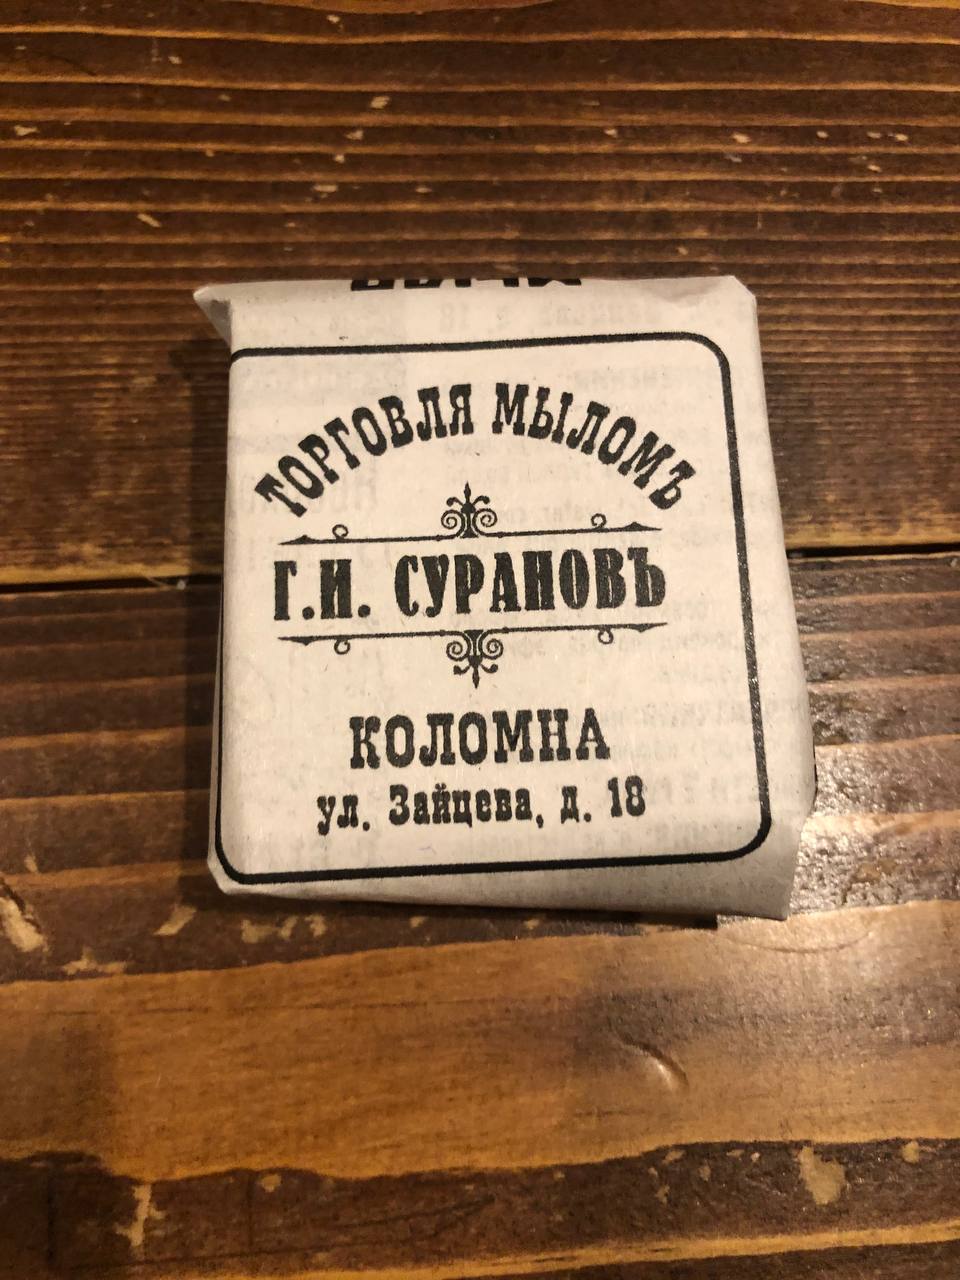 ТОРГОВЛЯ МЫЛОМЪ
Г.И. СУРАНОВЪ
КОЛОМНА
ул. Зайцева, д. 18